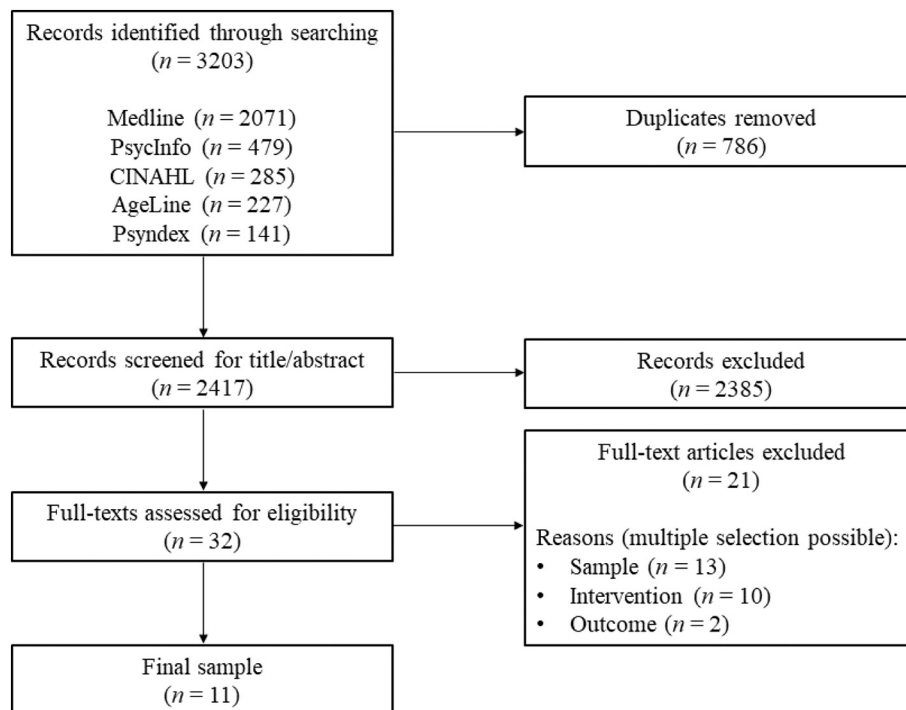 Records identified through searching
(n = 3203)
Medline (n = 2071)
PsycInfo (n = 479)
CINAHL (n = 285)
AgeLine (n = 227)
Psyndex (n = 141)
Duplicates removed
(n = 786)
Records screened for title/abstract
(n = 2417)
Records excluded
(n = 2385)
Full-texts assessed for eligibility
(n = 32)
Full-text articles excluded
(n = 21)
Reasons (multiple selection possible):
• Sample (n = 13)
• Intervention (n = 10)
• Outcome (n = 2)
Final sample
(n = 11)